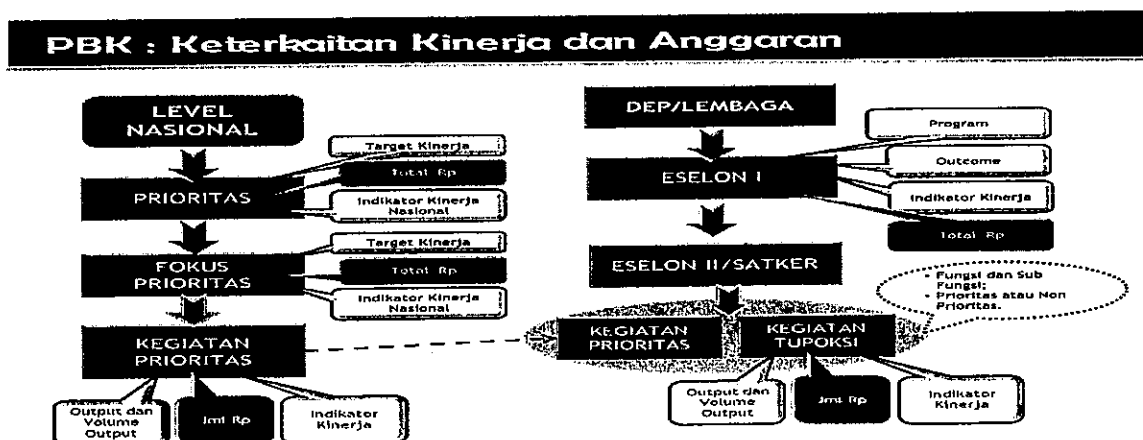 PBK : Keterkaitan Kinerja dan Anggaran
LEVEL
NASIONAL
Target Kinerja
Total Rp
PRIORITAS
Indikator Kinerja
Nasional
Target Kinerja
FOKUS
PRIORITAS
Total Rp
Indikator Kinerja
Nasional
KEGIATAN
PRIORITAS
Output dan
Volume
Output
Jml Rp
Indikator
Kinerja
DEP/LEMBAGA
Program
Outcome
ESELON I
Indikator Kinerja
Total Rp
ESELON II/SATKER
• Fungsi dan Sub
Fungsi;
• Prioritas atau Non
Prioritas.
KEGIATAN
PRIORITAS
KEGIATAN
TUPOKSI
Output dan
Volume
Output
Jml Rp
Indikator
Kinerja